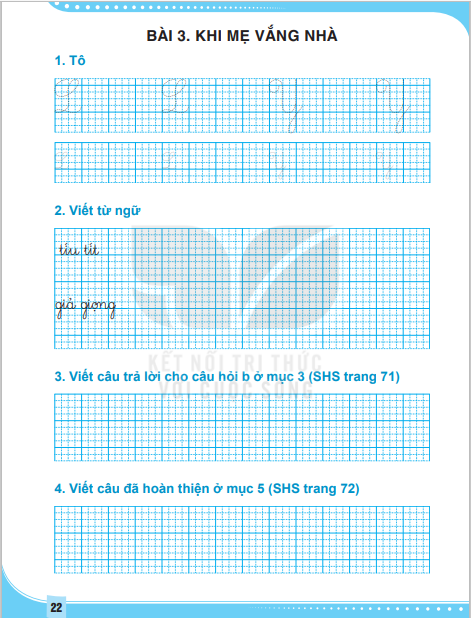 BÀI 3. KHI MẸ VẮNG NHÀ
1. Tô
2. Viết từ ngữ
tíu tít
giả giọng
KẾT NỐI TRI THỨC
VỚI CUỘC SỐNG
3. Viết câu trả lời cho câu hỏi b ở mục 3 (SHS trang 71)
4. Viết câu đã hoàn thiện ở mục 5 (SHS trang 72)
22